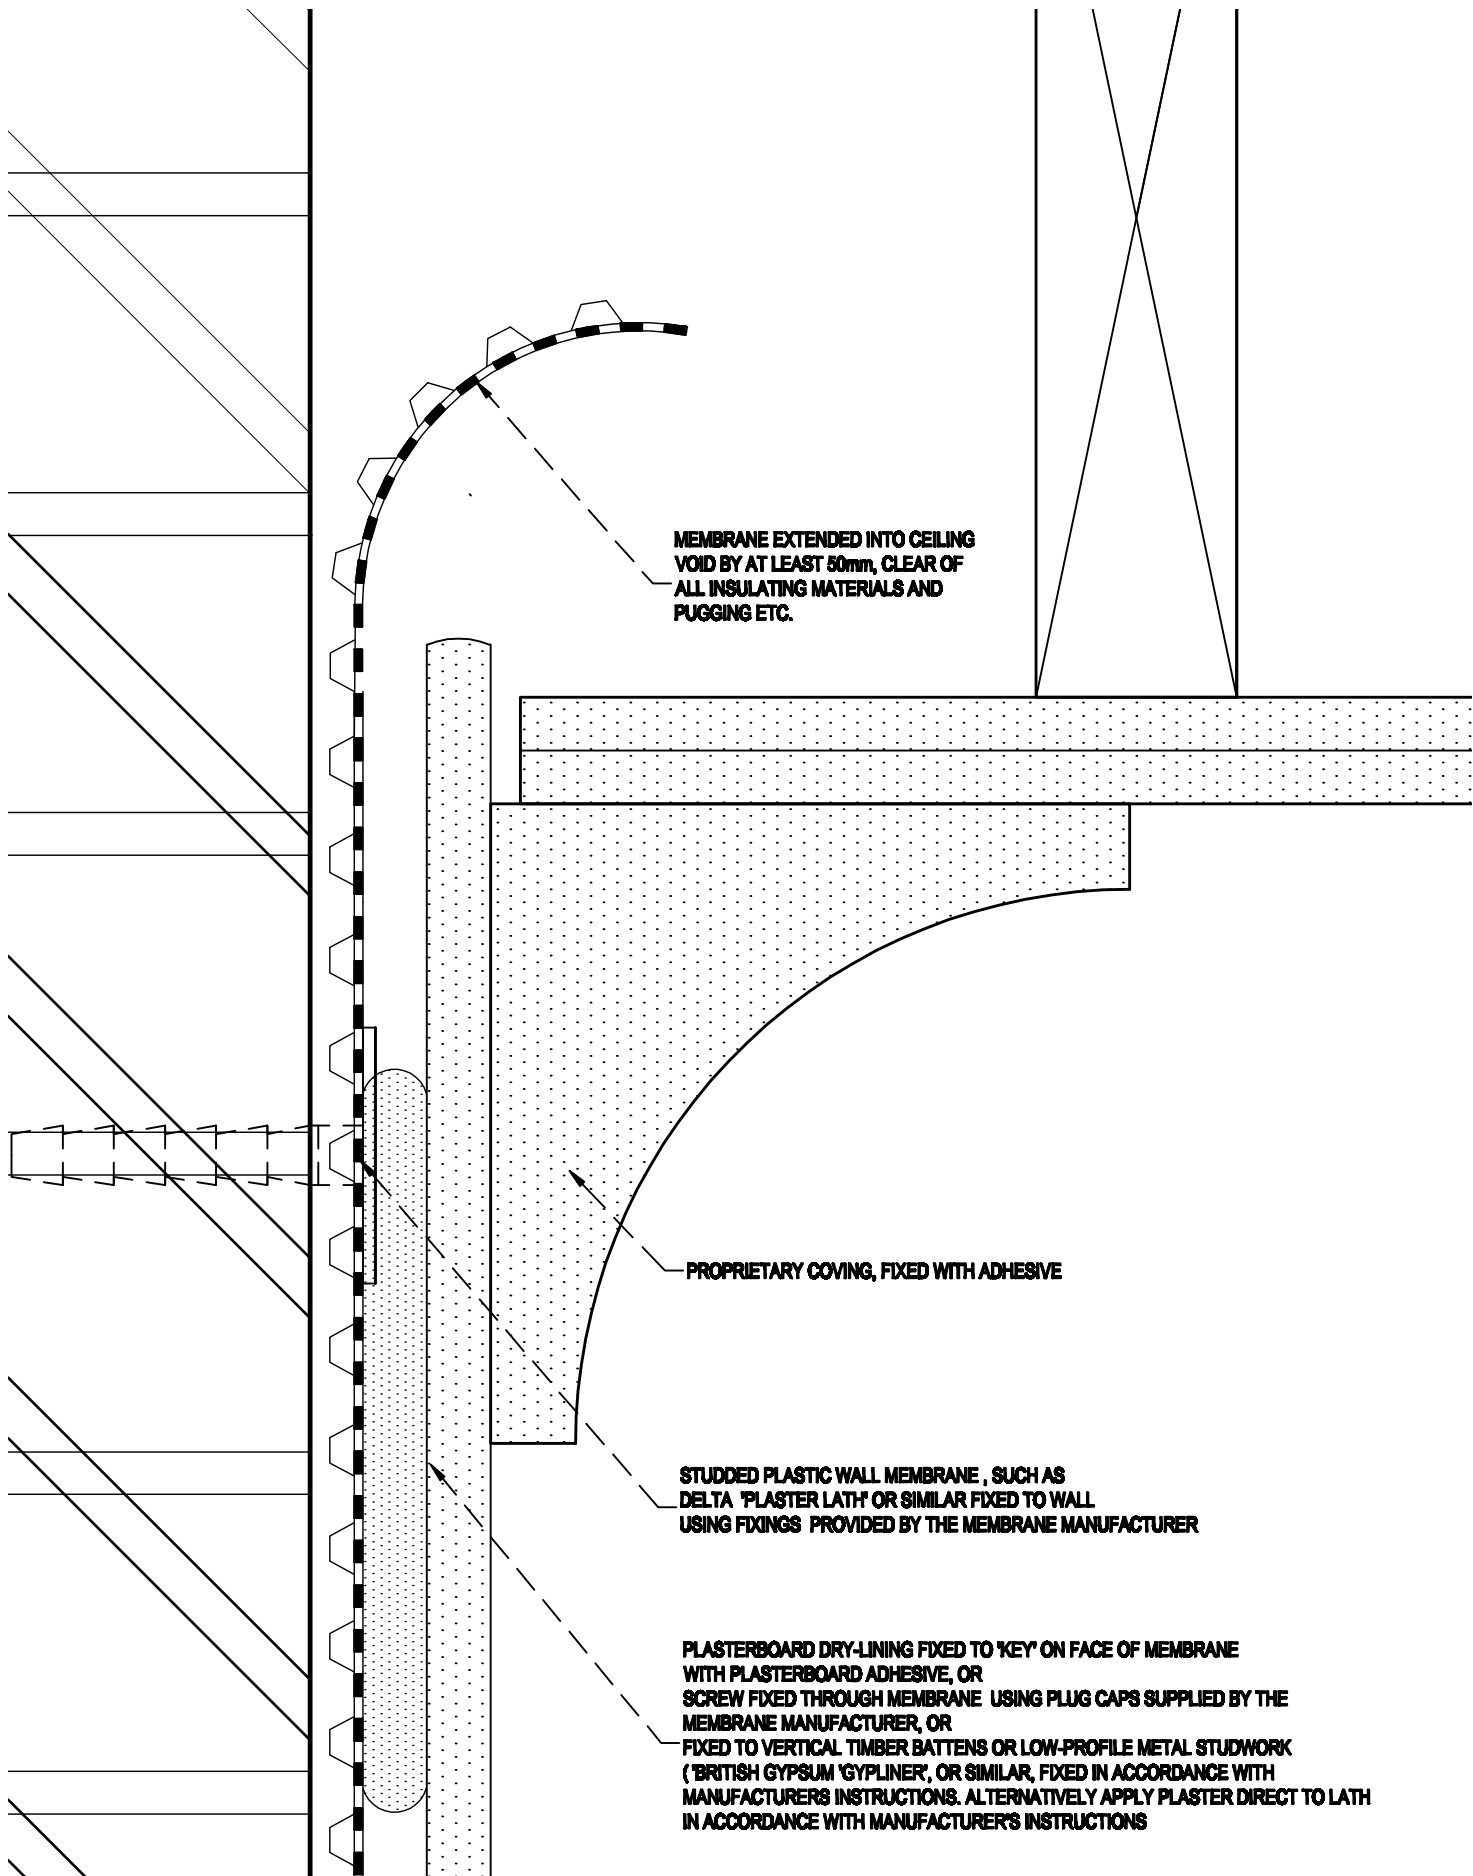 MEMBRANE EXTENDED INTO CEILING
VOID BY AT LEAST 50mm, CLEAR OF
ALL INSULATING MATERIALS AND
PUGGING ETC.
PROPRIETARY COVING, FIXED WITH ADHESIVE
STUDDED PLASTIC WALL MEMBRANE , SUCH AS
DELTA 'PLASTER LATH' OR SIMILAR FIXED TO WALL
USING FIXINGS PROVIDED BY THE MEMBRANE MANUFACTURER
PLASTERBOARD DRY-LINING FIXED TO 'KEY' ON FACE OF MEMBRANE
WITH PLASTERBOARD ADHESIVE, OR
SCREW FIXED THROUGH MEMBRANE USING PLUG CAPS SUPPLIED BY THE
MEMBRANE MANUFACTURER, OR
FIXED TO VERTICAL TIMBER BATTENS OR LOW-PROFILE METAL STUDWORK
( 'BRITISH GYPSUM 'GYPLINER', OR SIMILAR, FIXED IN ACCORDANCE WITH
MANUFACTURERS INSTRUCTIONS. ALTERNATIVELY APPLY PLASTER DIRECT TO LATH
IN ACCORDANCE WITH MANUFACTURER'S INSTRUCTIONS